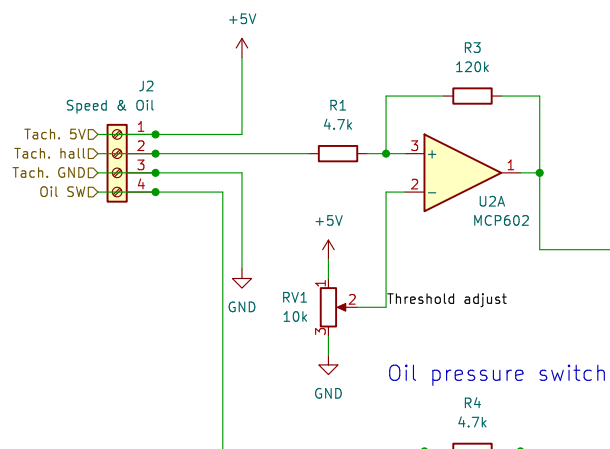 +5V
J2
Speed & Oil
Tach. 5V 1
Tach. hall 2
Tach. GND 3
Oil SW 4
GND
R1
4.7k
R3
120k
3 +
2 −
1
U2A
MCP602
+5V
1
RV1
10k
2
3
Threshold adjust
GND
Oil pressure switch
R4
4.7k